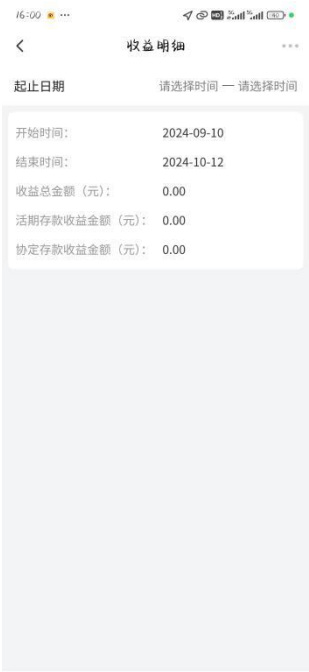 16:00
收益明细
起止日期 请选择时间 一 请选择时间
开始时间： 2024-09-10
结束时间： 2024-10-12
收益总金额（元）： 0.00
活期存款收益金额（元）： 0.00
协定存款收益金额（元）： 0.00